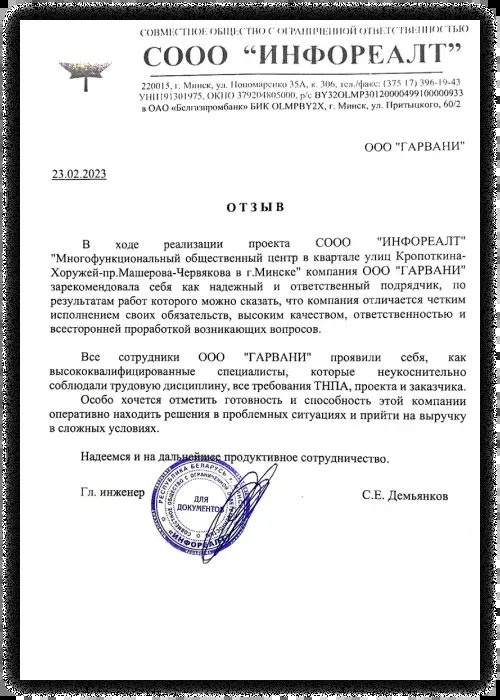 СОВМЕСТНОЕ ОБЩЕСТВО С ОГРАНИЧЕННОЙ ОТВЕТСТВЕННОСТЬЮ
СООО “ИНФОРЕАЛТ”
220015, г. Минск, ул. Пономаренко 35А, к. 306, тел./факс: (375 17) 396-19-43
УНП191301975, ОКПО 379204805000, р/с BY32OLMP30120000499100000933
в ОАО «Белгазпромбанк» БИК OLMPBY2X, г. Минск, ул. Притыцкого, 60/2
ООО "ГАРВАНИ"
23.02.2023
ОТЗЫВ
В ходе реализации проекта СООО "ИНФОРЕАЛТ"
"Многофункциональный общественный центр в квартале улиц Кропоткина-
Хоружей-пр.Машерова-Червякова в г.Минске" компания ООО "ГАРВАНИ"
зарекомендовала себя как надежный и ответственный подрядчик, по
результатам работ которого можно сказать, что компания отличается четким
исполнением своих обязательств, высоким качеством, ответственностью и
всесторонней проработкой возникающих вопросов.
Все сотрудники ООО "ГАРВАНИ" проявили себя, как
высококвалифицированные специалисты, которые неукоснительно
соблюдали трудовую дисциплину, все требования ТНПА, проекта и заказчика.
Особо хочется отметить готовность и способность этой компании
оперативно находить решения в проблемных ситуациях и прийти на выручку
в сложных условиях.
Надеемся и на дальнейшее продуктивное сотрудничество.
Гл. инженер
С.Е. Демьянков
РЕСПУБЛИКА БЕЛАРУСЬ
СОВМЕСТНОЕ ОБЩЕСТВО С ОГРАНИЧЕННОЙ
ДЛЯ
ДОКУМЕНТОВ
«ИНФОРЕАЛТ»